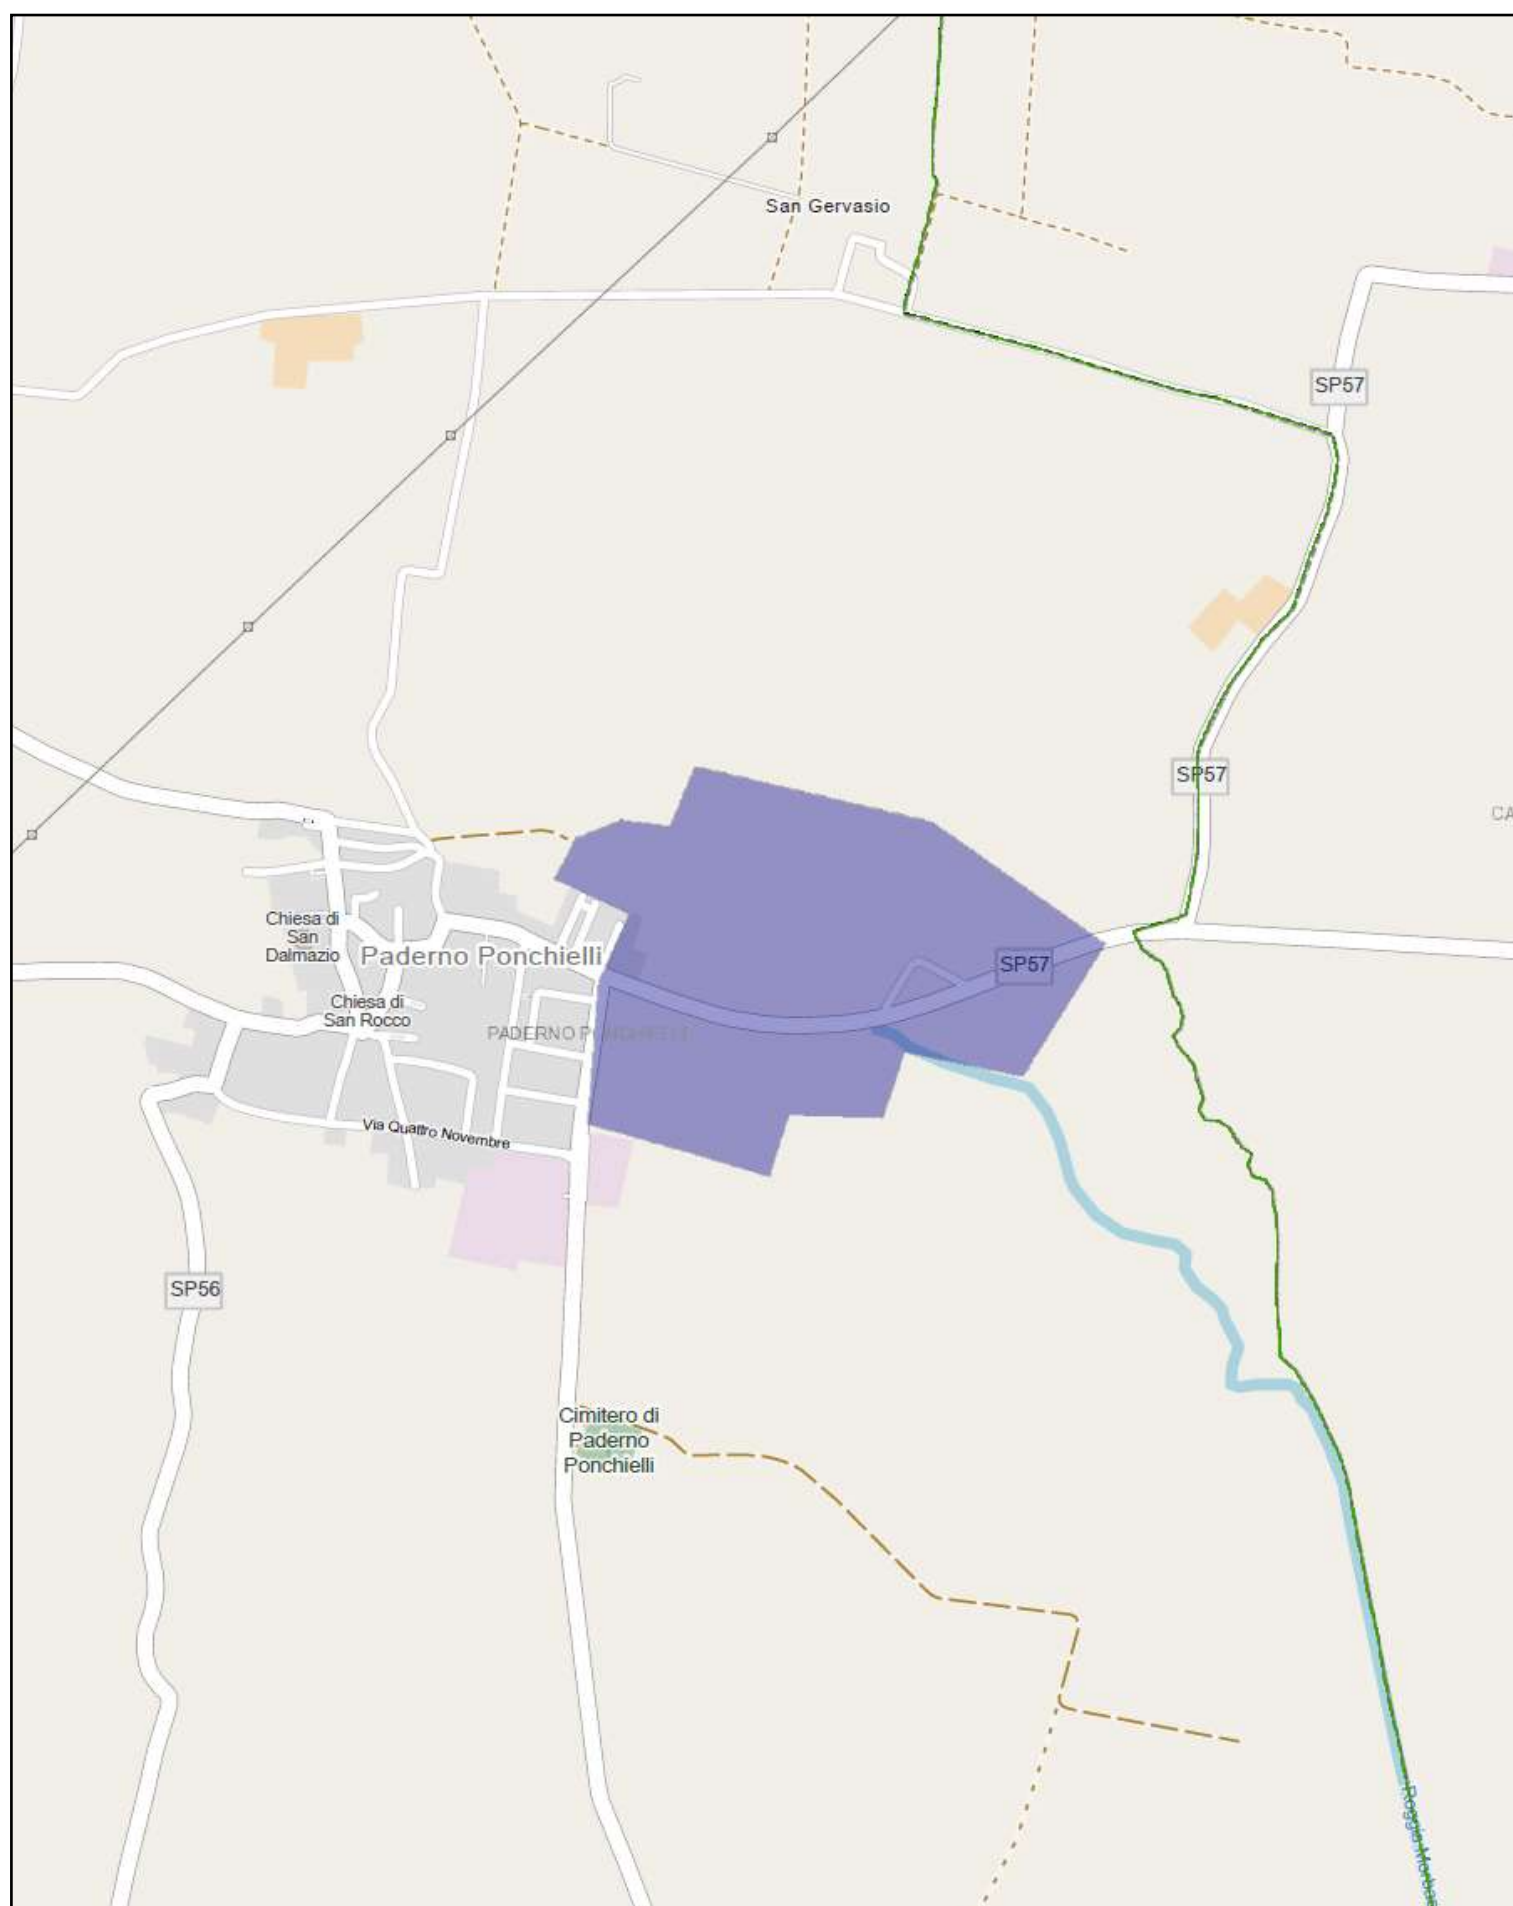 San Gervasio
SP57
SP57
CA
Chiesa di
San
Dalmazio
Paderno Ponchielli
SP57
Chiesa di
San Rocco
PADERNO PONCHIELLI
Via Quattro Novembre
SP56
Cimitero di
Paderno
Ponchielli
Roggia